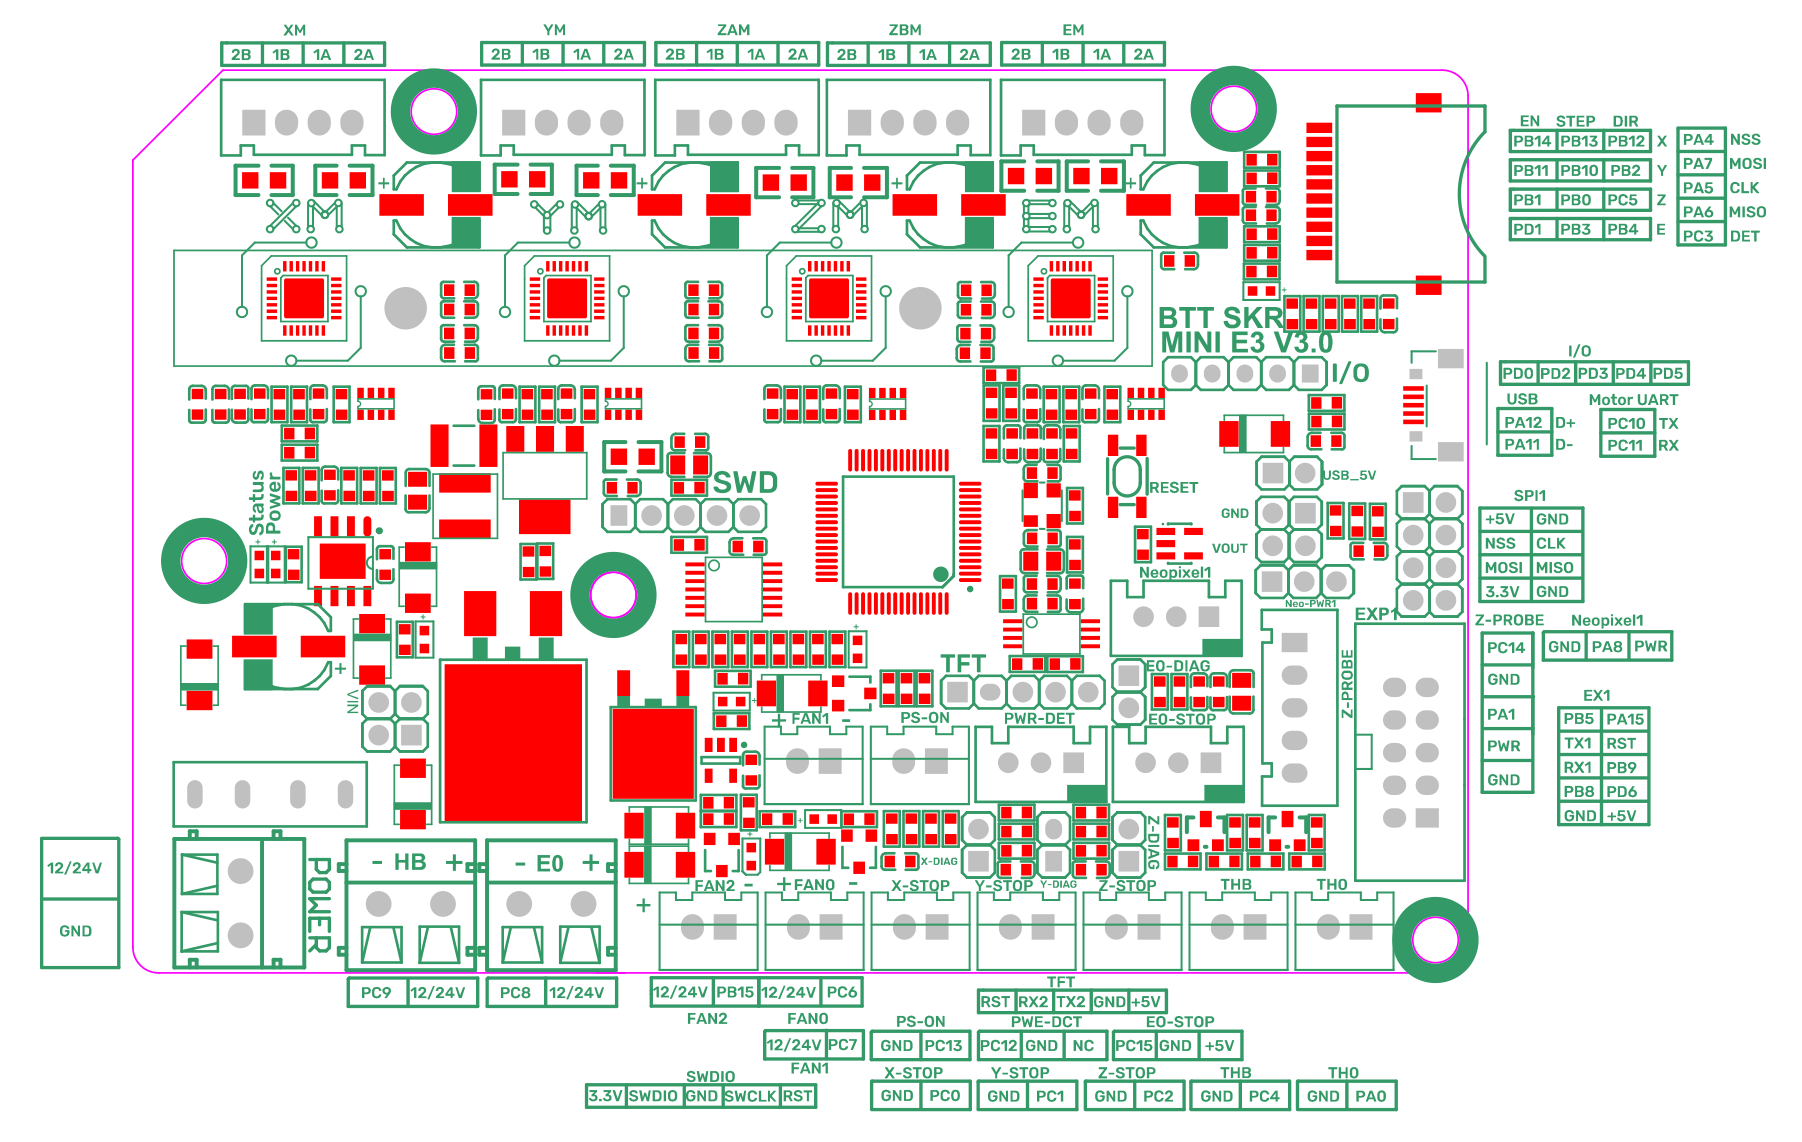 XM YM ZAM ZBM EM
2B 1B 1A 2A 2B 1B 1A 2A 2B 1B 1A 2A 2B 1B 1A 2A 2B 1B 1A 2A
EN STEP DIR
PB14 PB13 PB12 X
PB11 PB10 PB2 Y
PB1 PB0 PC5 Z
PD1 PB3 PB4 E
PA4 NSS
PA7 MOSI
PA5 CLK
PA6 MISO
PC3 DET
+ + + +
XM YM ZM EM
BTT SKR
MINI E3 V3.0
I/O
I/O
PD0 PD2 PD3 PD4 PD5
USB
PA12 D+
PA11 D-
Motor UART
PC10 TX
PC11 RX
Status
Power
SWD
RESET
USB_5V
GND
VOUT
Neopixel1
Neo-PWR1
SPI1
+5V GND
NSS CLK
MOSI MISO
3.3V GND
EXP1
Z-PROBE
PC14
GND
PA1
PWR
GND
Neopixel1
GND PA8 PWR
EX1
PB5 PA15
TX1 RST
RX1 PB9
PB8 PD6
GND +5V
+
VIN
TFT
E0-DIAG
Z-PROBE
+ FAN1 -
PS-ON
PWR-DET
E0-STOP
X-DIAG
Y-DIAG
Z-DIAG
12/24V
GND
POWER
- HB +
- E0 +
+
FAN2 -
+ FAN0 -
X-STOP
Y-STOP
Z-STOP
THB
TH0
PC9 12/24V
PC8 12/24V
12/24V PB15 12/24V PC6
FAN2 FAN0
12/24V PC7
FAN1
TFT
RST RX2 TX2 GND +5V
PS-ON
GND PC13
PWE-DCT
PC12 GND NC
E0-STOP
PC15 GND +5V
SWDIO
3.3V SWDIO GND SWCLK RST
X-STOP
GND PC0
Y-STOP
GND PC1
Z-STOP
GND PC2
THB
GND PC4
TH0
GND PA0